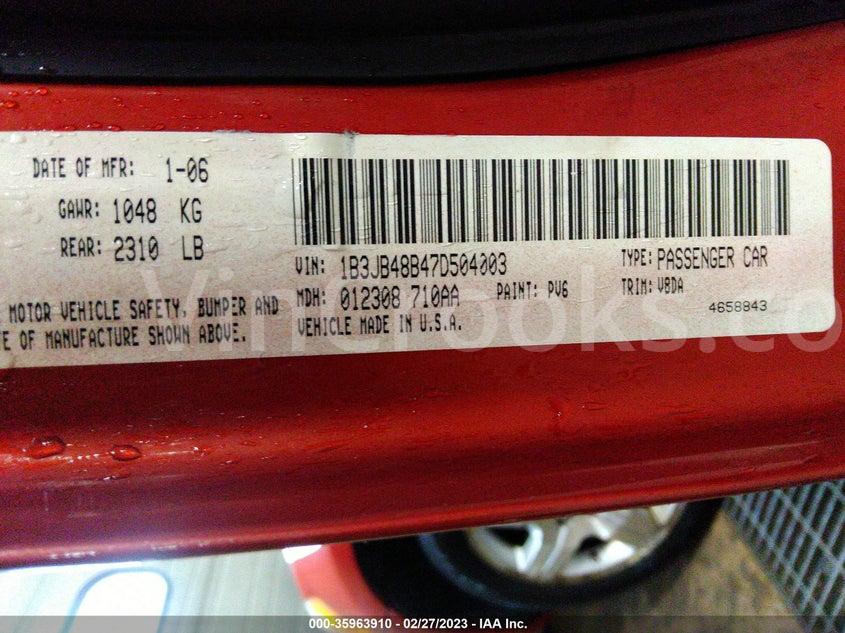 DATE OF MFR: 1-06
GAWR: 1048 KG
REAR: 2310 LB
MOTOR VEHICLE SAFETY, BUMPER AND
E OF MANUFACTURE SHOWN ABOVE.
VIN: 1B3JB48B47D504003
TYPE: PASSENGER CAR
MDH: 012308 710AA PAINT: PV6 TRIM: V8DA
VEHICLE MADE IN U.S.A.
4658843
VinCrooks.com
000-35963910 - 02/27/2023 - IAA Inc.